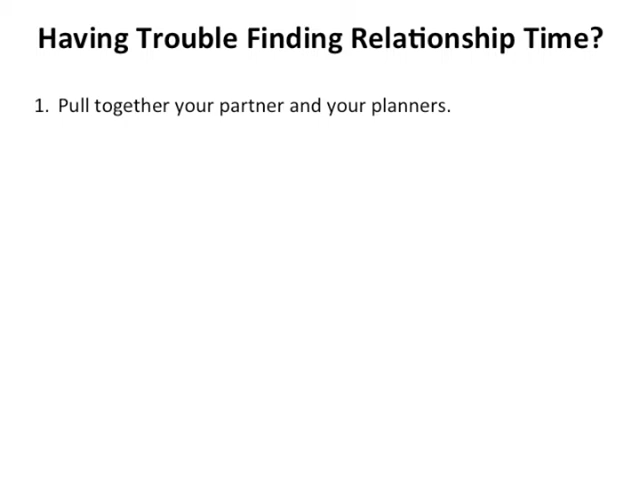 Having Trouble Finding Relationship Time?
1. Pull together your partner and your planners.